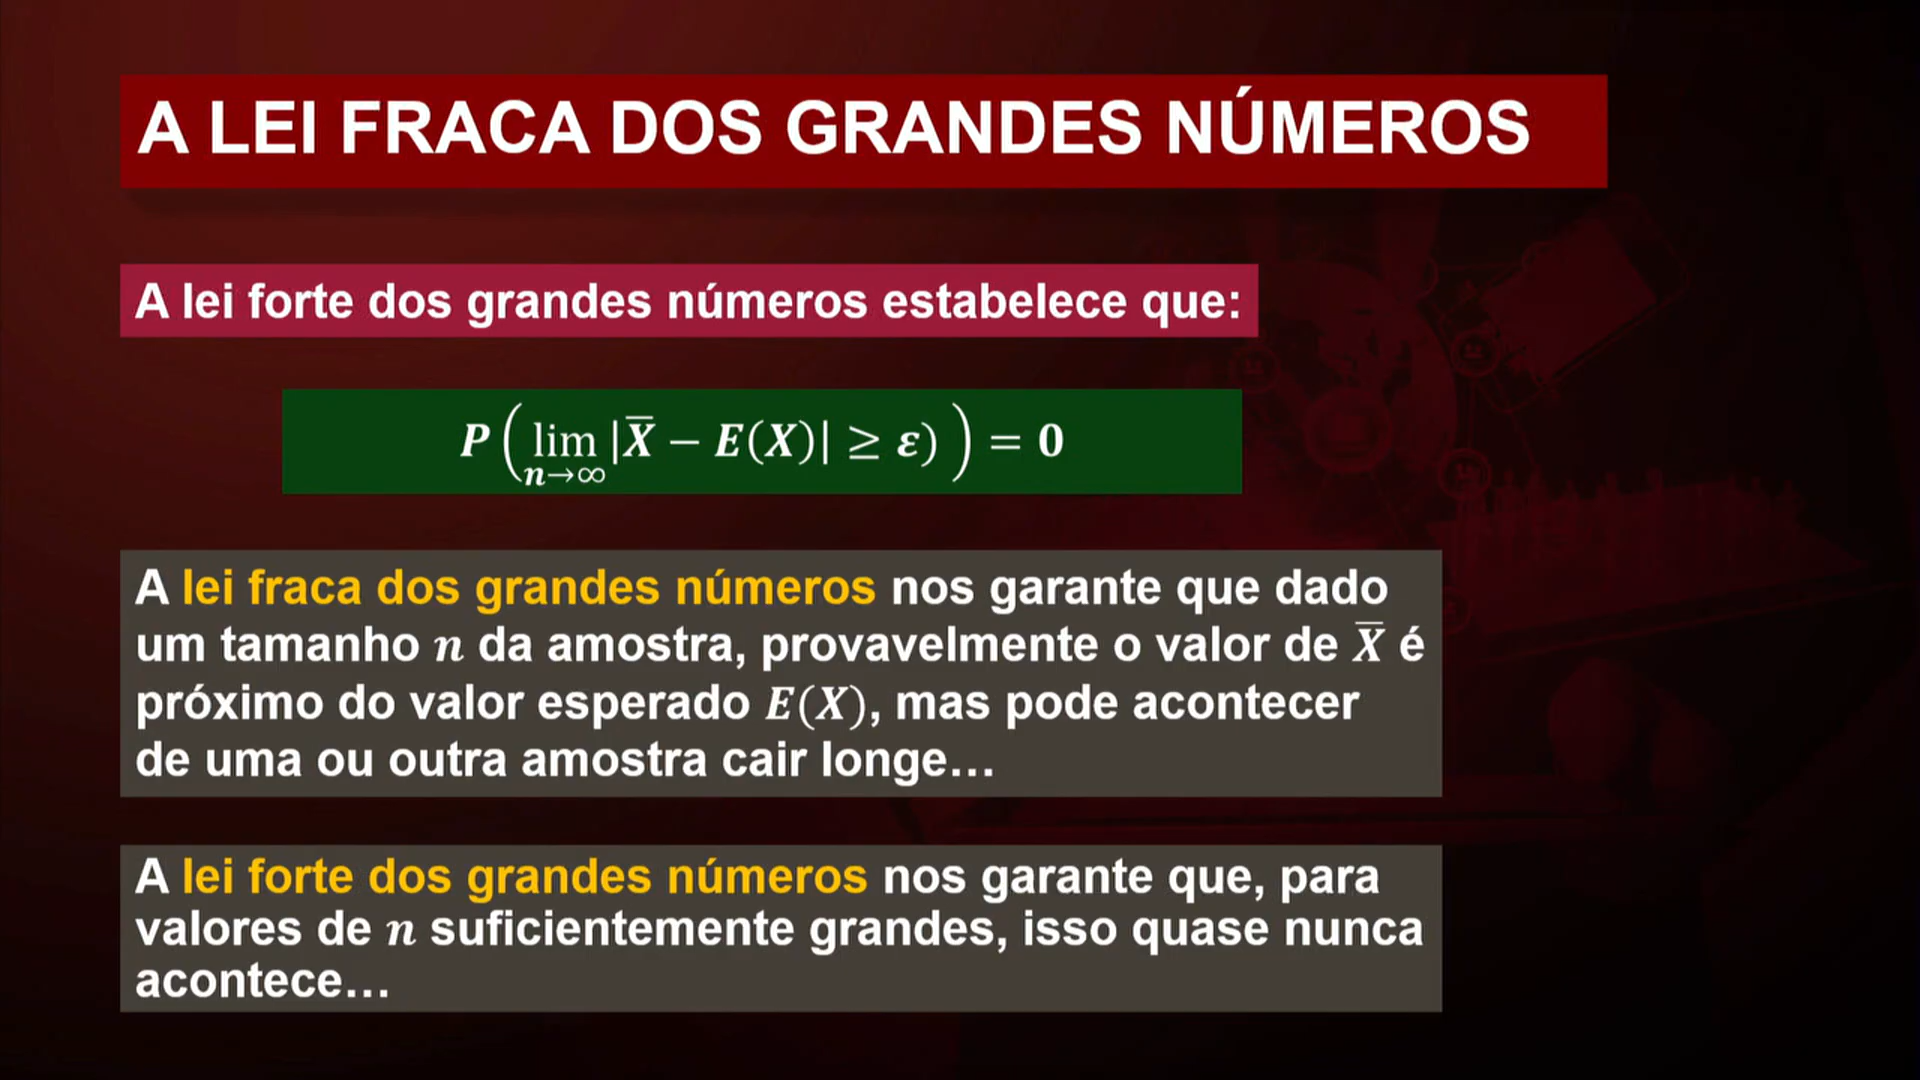 A LEI FRACA DOS GRANDES NÚMEROS
A lei forte dos grandes números estabelece que:
P ( lim n→∞ |X̅ − E(X)| ≥ ε) ) = 0
A lei fraca dos grandes números nos garante que dado
um tamanho n da amostra, provavelmente o valor de X̅ é
próximo do valor esperado E(X), mas pode acontecer
de uma ou outra amostra cair longe…
A lei forte dos grandes números nos garante que, para
valores de n suficientemente grandes, isso quase nunca
acontece…